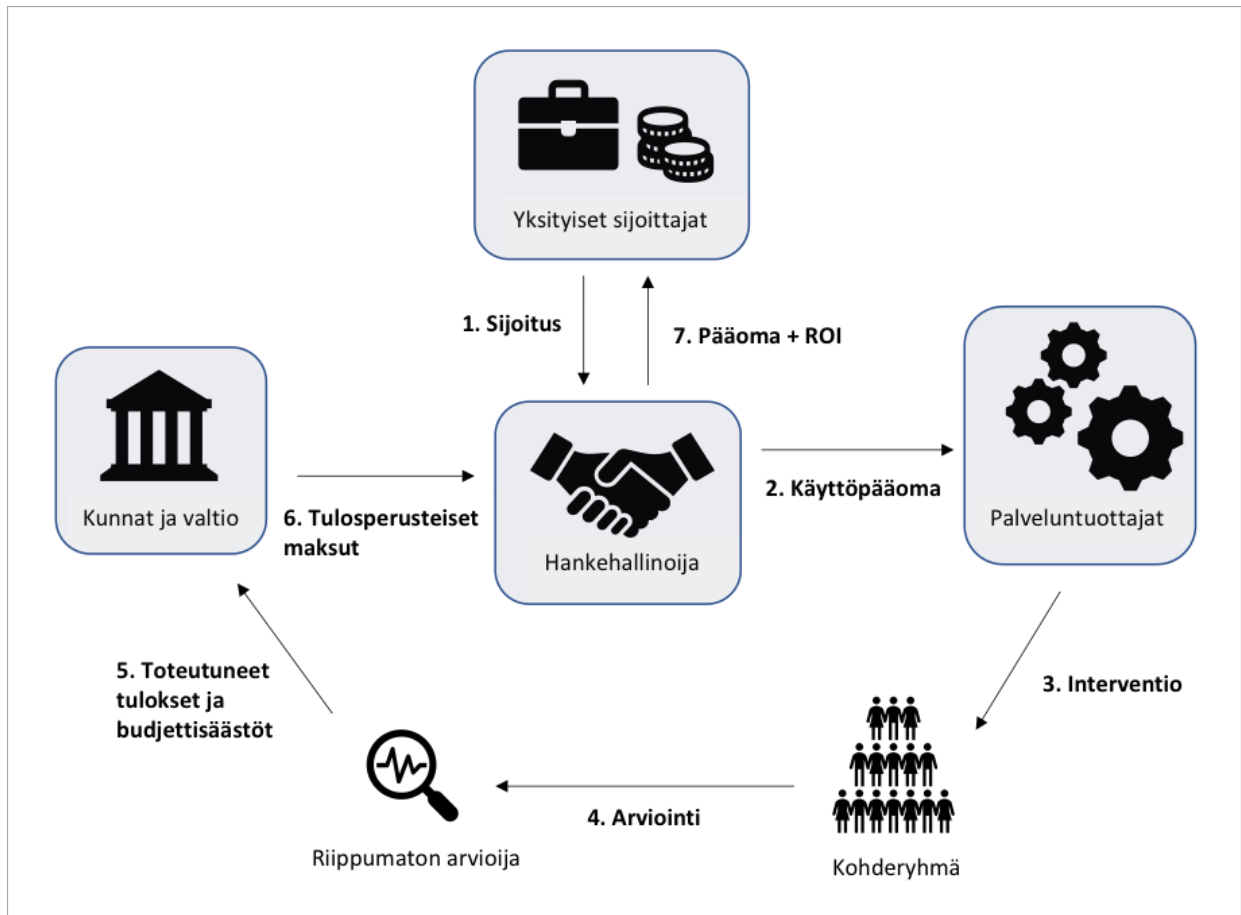 Yksityiset sijoittajat
1. Sijoitus
7. Pääoma + ROI
Kunnat ja valtio
6. Tulosperusteiset
maksut
Hankehallinoija
2. Käyttöpääoma
Palveluntuottajat
5. Toteutuneet
tulokset ja
budjettisäästöt
3. Interventio
4. Arviointi
Riippumaton arvioija
Kohderyhmä